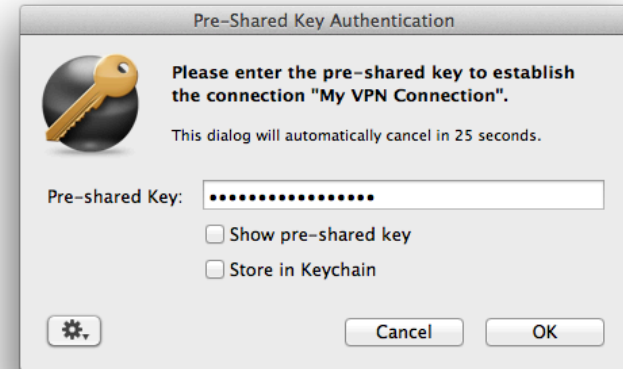 Pre-Shared Key Authentication
Please enter the pre-shared key to establish
the connection "My VPN Connection".
This dialog will automatically cancel in 25 seconds.
Pre-shared Key: •••••••••••••••••
Show pre-shared key
Store in Keychain
Cancel OK